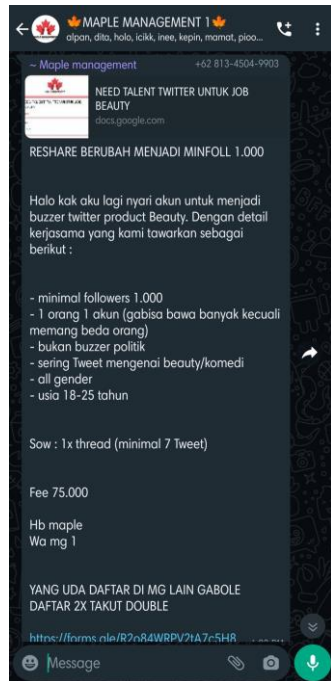 🍁MAPLE MANAGEMENT 1🍁
alpan, dita, holo, icikk, inee, kepin, mamat, pioo...
~ Maple management +62 813-4504-9903
NEED TALENT TWITTER UNTUK JOB
BEAUTY
docs.google.com
RESHARE BERUBAH MENJADI MINFOLL 1.000
Halo kak aku lagi nyari akun untuk menjadi
buzzer twitter product Beauty. Dengan detail
kerjasama yang kami tawarkan sebagai
berikut :
- minimal followers 1.000
- 1 orang 1 akun (gabisa bawa banyak kecuali
memang beda orang)
- bukan buzzer politik
- sering Tweet mengenai beauty/komedi
- all gender
- usia 18-25 tahun
Sow : 1x thread (minimal 7 Tweet)
Fee 75.000
Hb maple
Wa mg 1
YANG UDA DAFTAR DI MG LAIN GABOLE
DAFTAR 2X TAKUT DOUBLE
https://forms.gle/R2o84WRPV2tA7c5H8
Message